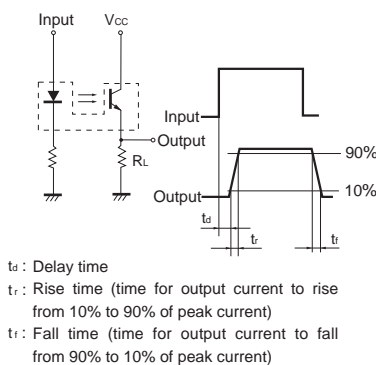 Input
Vcc
Input
Output
RL
90%
10%
Output
td
tr
tf
td : Delay time
tr : Rise time (time for output current to rise
from 10% to 90% of peak current)
tf : Fall time (time for output current to fall
from 90% to 10% of peak current)